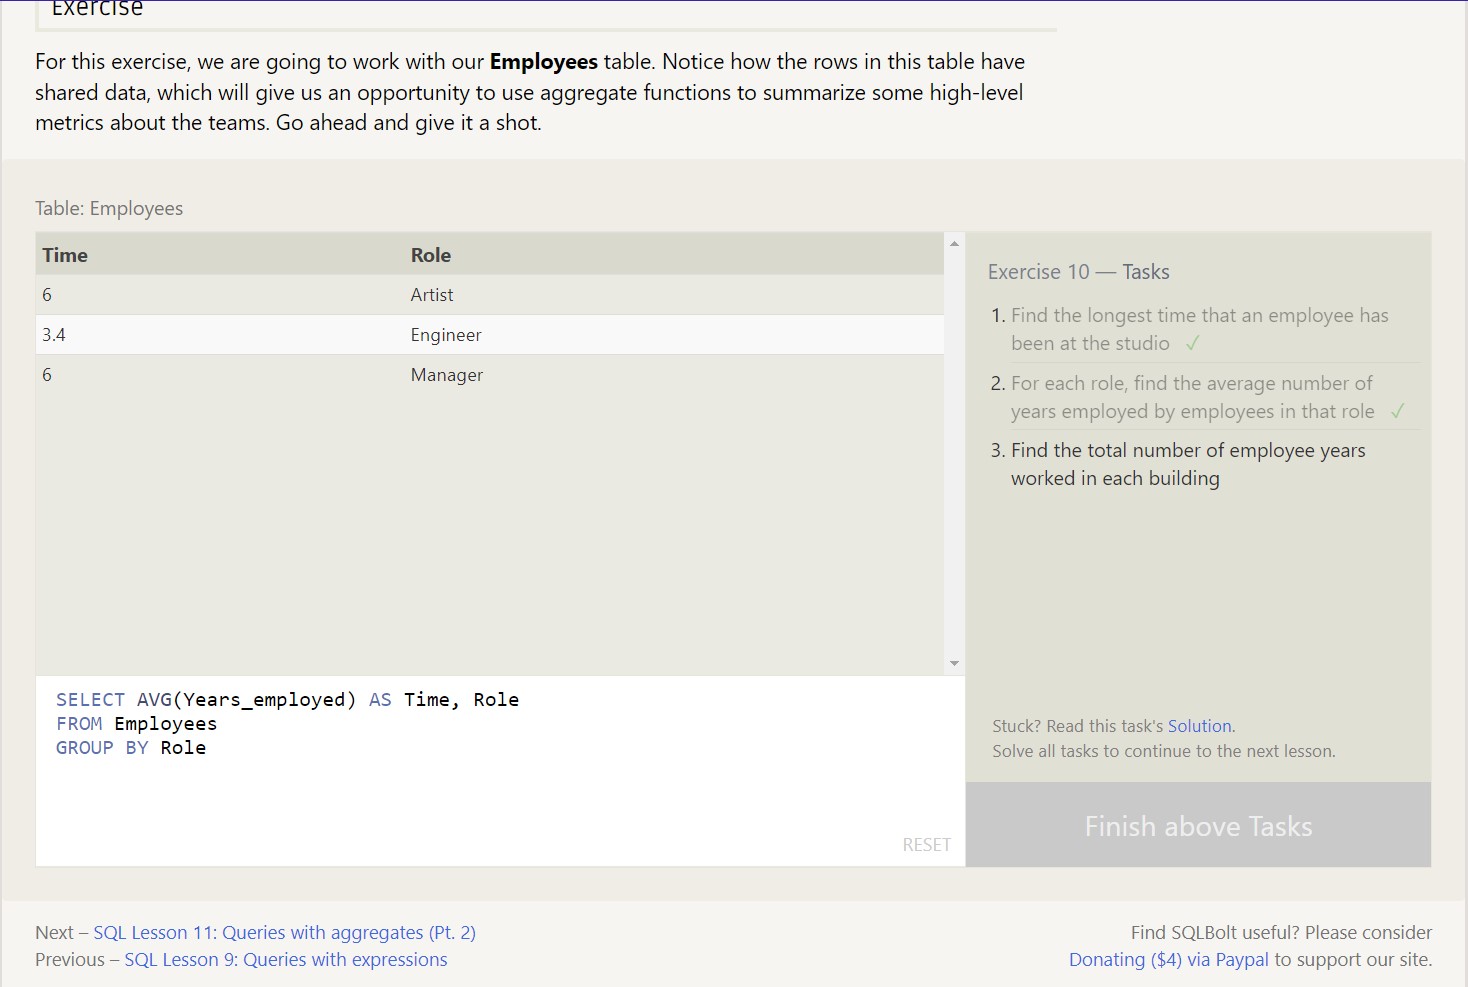 Exercise
For this exercise, we are going to work with our Employees table. Notice how the rows in this table have
shared data, which will give us an opportunity to use aggregate functions to summarize some high-level
metrics about the teams. Go ahead and give it a shot.
Table: Employees
Time Role
6 Artist
3.4 Engineer
6 Manager
SELECT AVG(Years_employed) AS Time, Role
FROM Employees
GROUP BY Role
RESET
Exercise 10 — Tasks
1. Find the longest time that an employee has
been at the studio ✓
2. For each role, find the average number of
years employed by employees in that role ✓
3. Find the total number of employee years
worked in each building
Stuck? Read this task's Solution.
Solve all tasks to continue to the next lesson.
Finish above Tasks
Next – SQL Lesson 11: Queries with aggregates (Pt. 2)
Previous – SQL Lesson 9: Queries with expressions
Find SQLBolt useful? Please consider
Donating ($4) via Paypal to support our site.